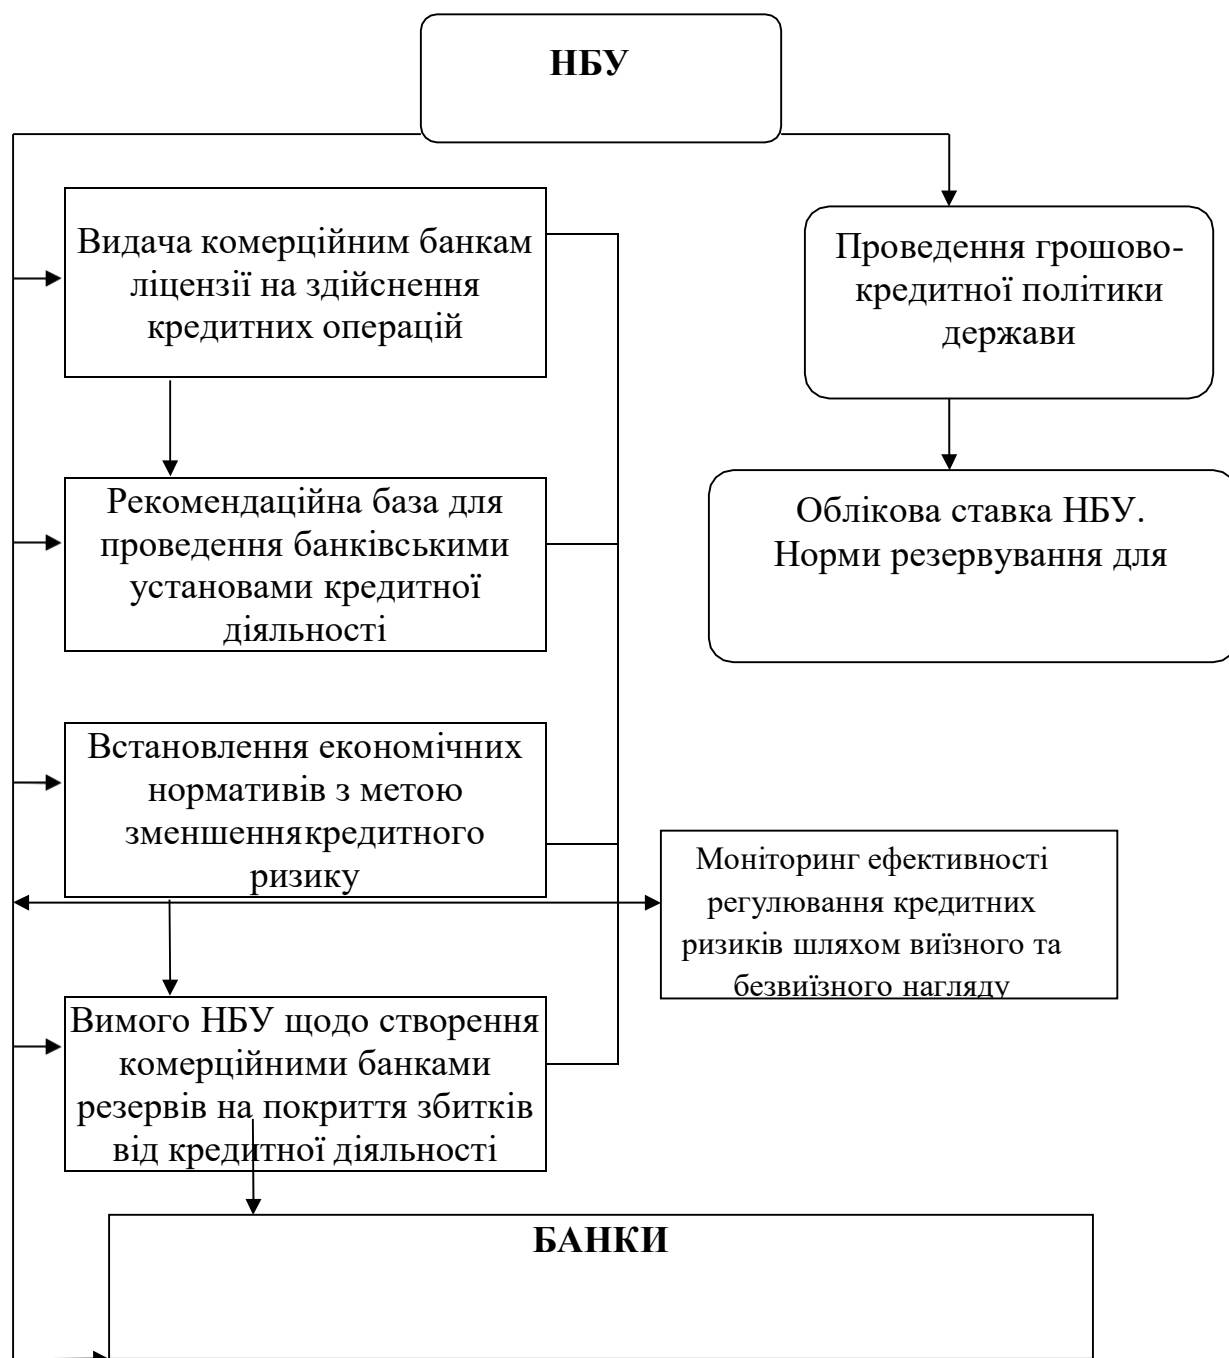 НБУ
Видача комерційним банкам
ліцензії на здійснення
кредитних операцій
Проведення грошово-
кредитної політики
держави
Рекомендаційна база для
проведення банківськими
установами кредитної
діяльності
Облікова ставка НБУ.
Норми резервування для
Встановлення економічних
нормативів з метою
зменшення кредитного
ризику
Моніторинг ефективності
регулювання кредитних
ризиків шляхом виїзного та
безвиїзного нагляду
Вимого НБУ щодо створення
комерційними банками
резервів на покриття збитків
від кредитної діяльності
БАНКИ